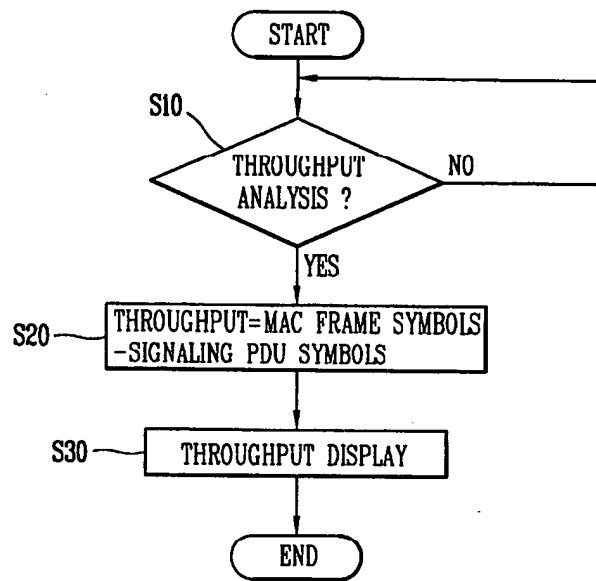 START
S10
THROUGHPUT
ANALYSIS ?
NO
YES
S20
THROUGHPUT=MAC FRAME SYMBOLS
-SIGNALING PDU SYMBOLS
S30
THROUGHPUT DISPLAY
END